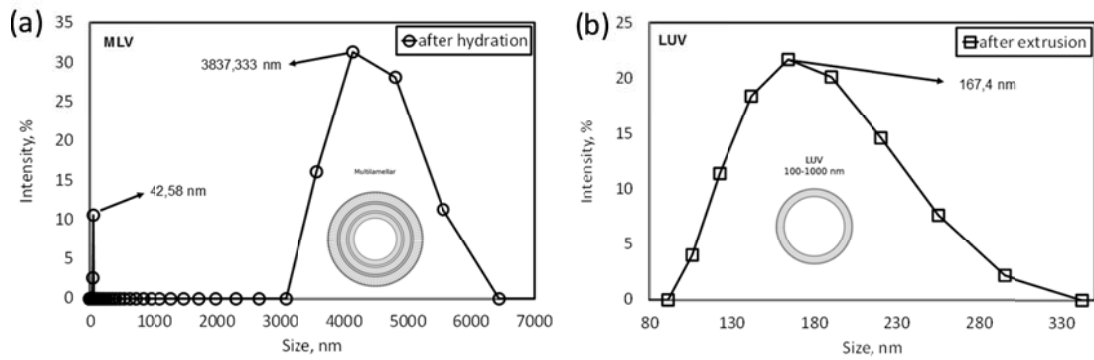 (a)
MLV
after hydration
3837,333 nm
42,58 nm
Multilamellar
Intensity, %
35
30
25
20
15
10
5
0
0 1000 2000 3000 4000 5000 6000 7000
Size, nm
(b)
LUV
after extrusion
167,4 nm
LUV
100-1000 nm
Intensity, %
25
20
15
10
5
0
80 130 180 230 280 330
Size, nm